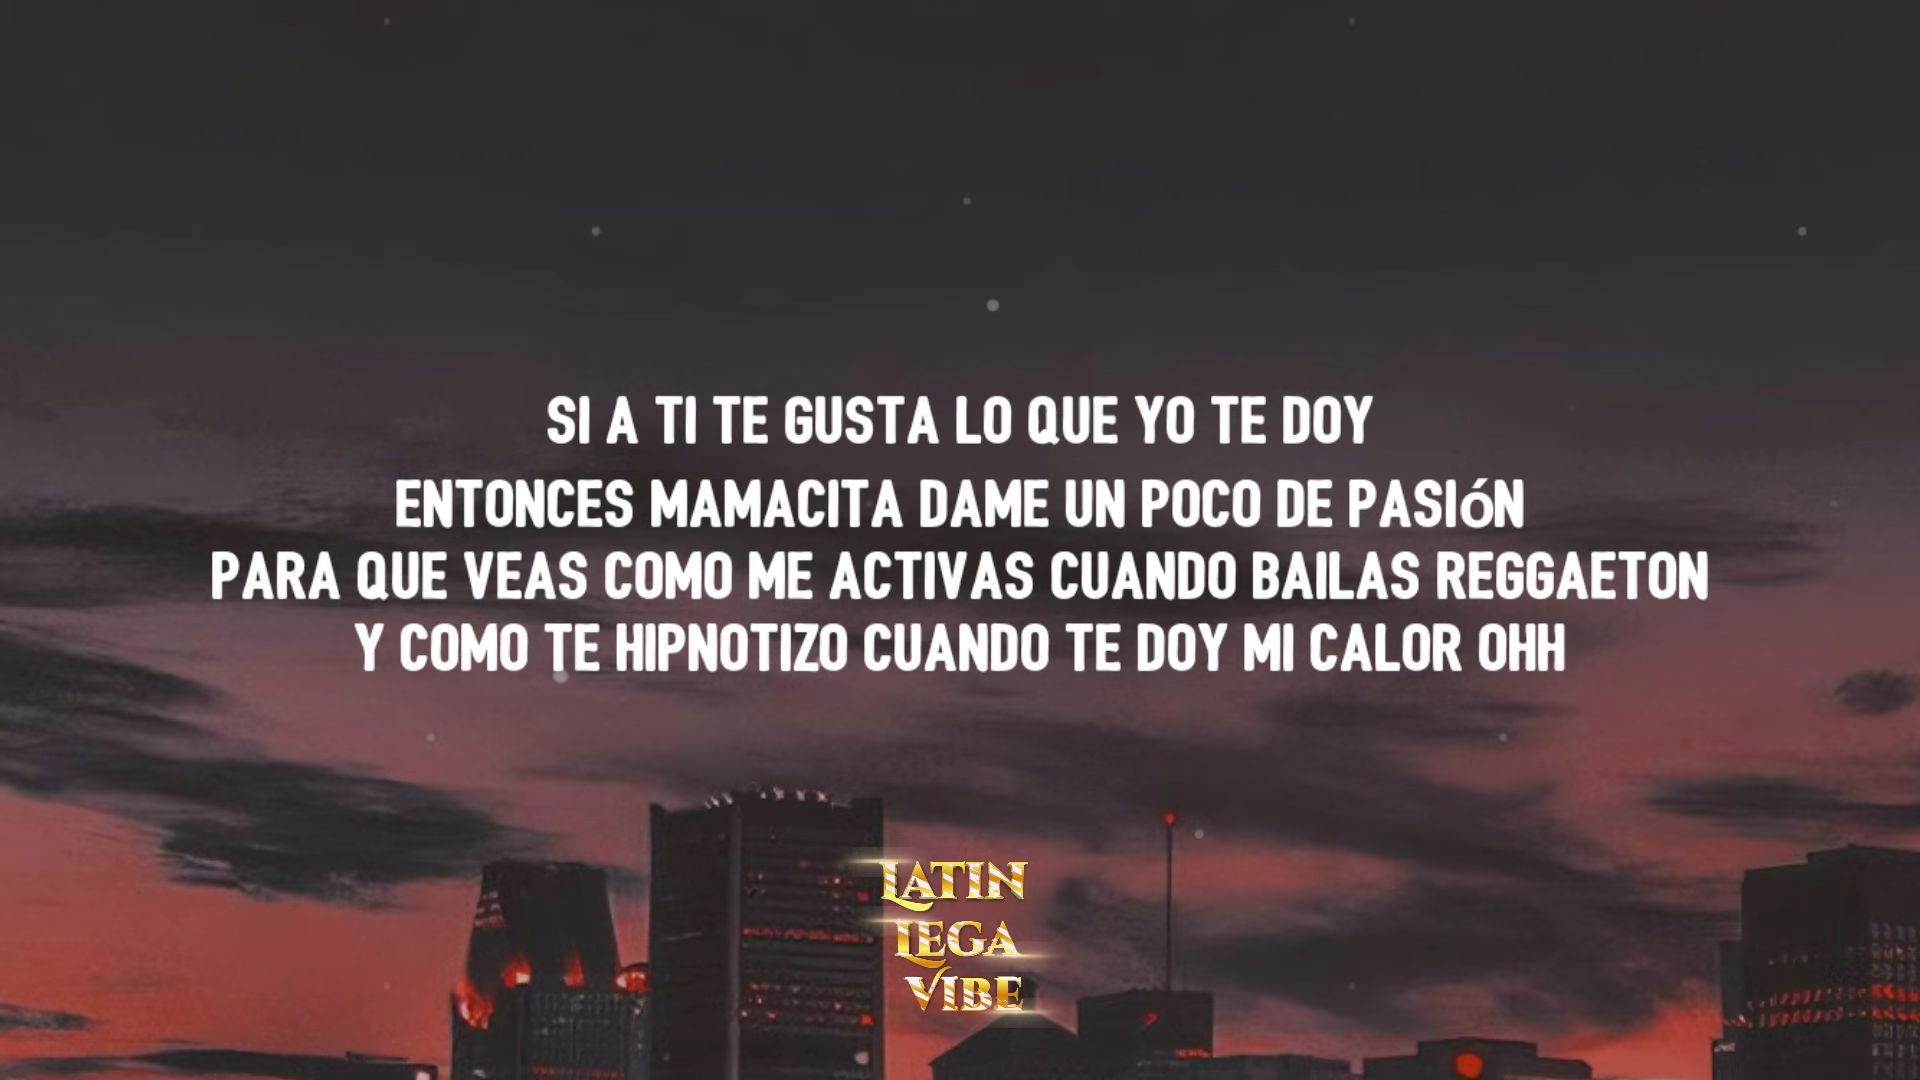 SI A TI TE GUSTA LO QUE YO TE DOY
ENTONCES MAMACITA DAME UN POCO DE PASIóN
PARA QUE VEAS COMO ME ACTIVAS CUANDO BAILAS REGGAETON
Y COMO TE HIPNOTIZO CUANDO TE DOY MI CALOR OHH
LATIN
LEGA
VIBE